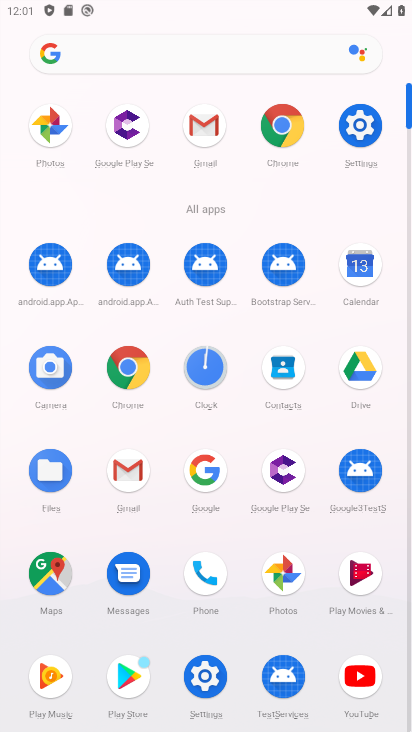 12:01
Photos Google Play Se Gmail Chrome Settings
All apps
android.app.Ap... android.app.A... Auth Test Sup... Bootstrap Serv... Calendar
13
Camera Chrome Clock Contacts Drive
Files Gmail Google Google Play Se Google3TestS
Maps Messages Phone Photos Play Movies & ...
Play Music Play Store Settings TestServices YouTube